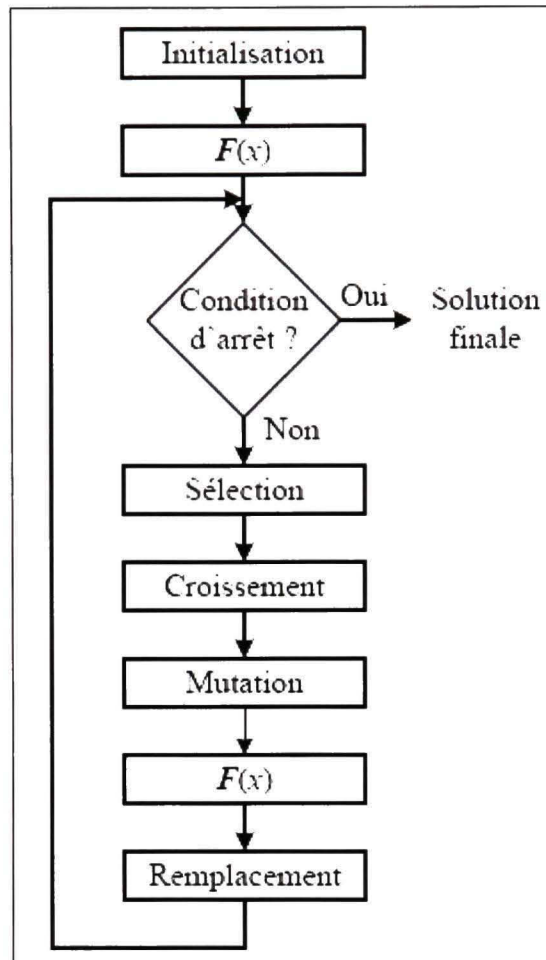 Initialisation
F(x)
Condition
d`arrêt ?
Oui
Solution
finale
Non
Sélection
Croissement
Mutation
F(x)
Remplacement